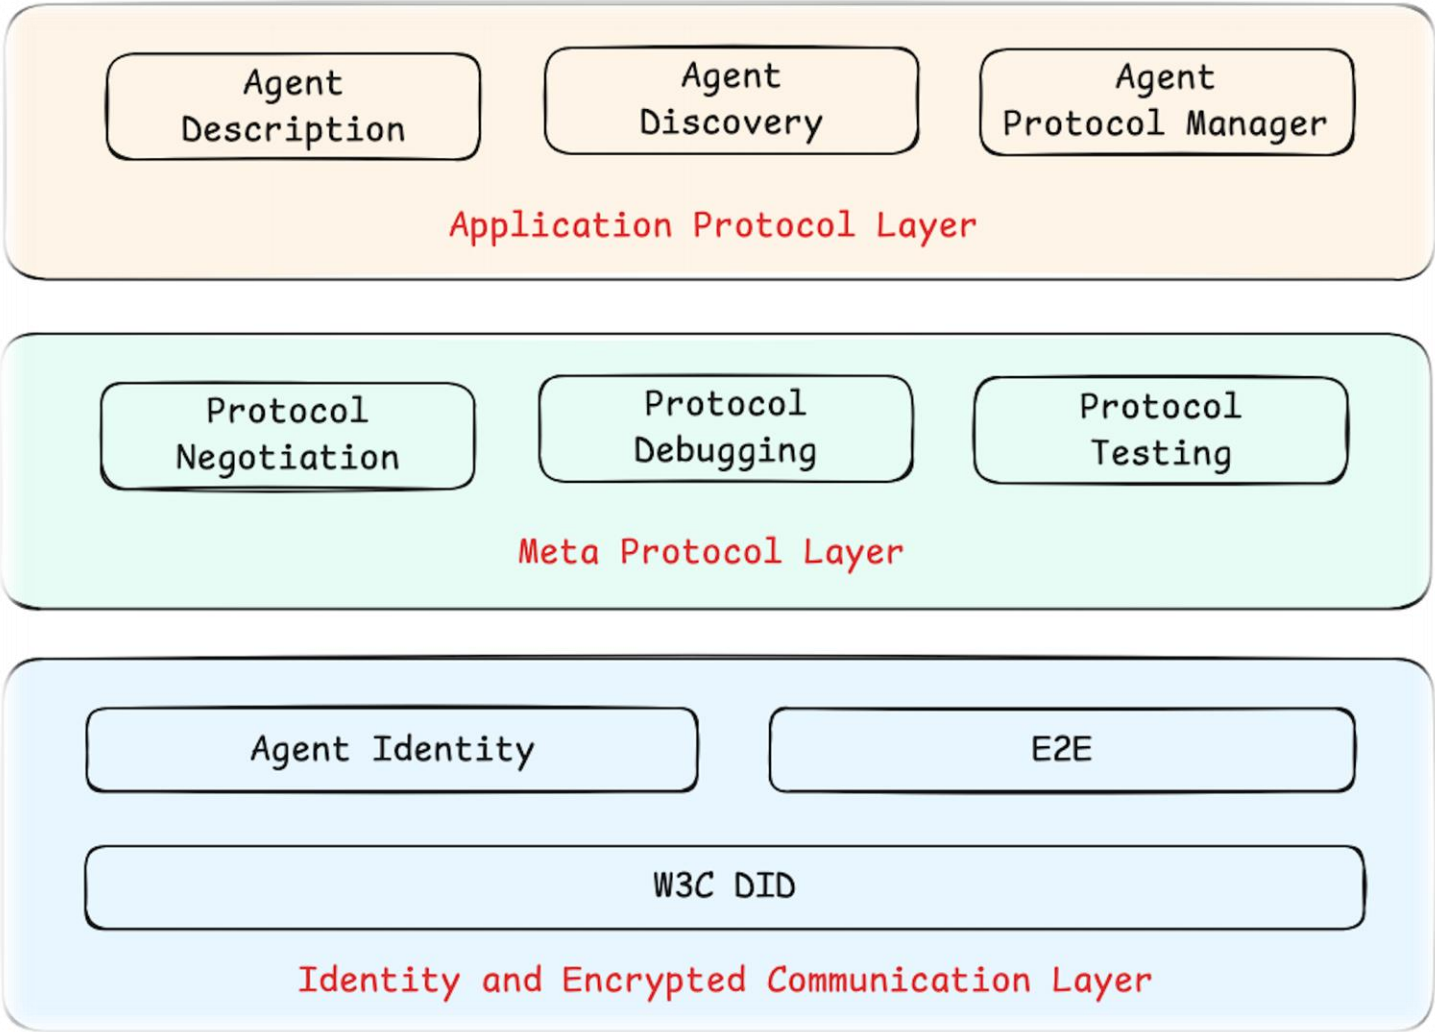 Agent
Description
Agent
Discovery
Agent
Protocol Manager
Application Protocol Layer
Protocol
Negotiation
Protocol
Debugging
Protocol
Testing
Meta Protocol Layer
Agent Identity
E2E
W3C DID
Identity and Encrypted Communication Layer